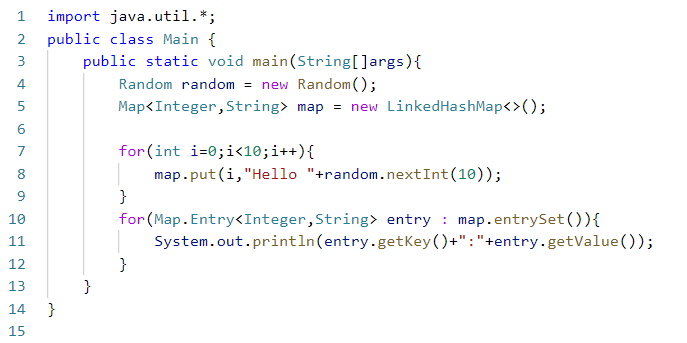 1 import java.util.*;
2 public class Main {
3     public static void main(String[]args){
4         Random random = new Random();
5         Map<Integer,String> map = new LinkedHashMap<>();
6
7         for(int i=0;i<10;i++){
8             map.put(i,"Hello "+random.nextInt(10));
9         }
10         for(Map.Entry<Integer,String> entry : map.entrySet()){
11             System.out.println(entry.getKey()+":"+entry.getValue());
12         }
13     }
14 }
15